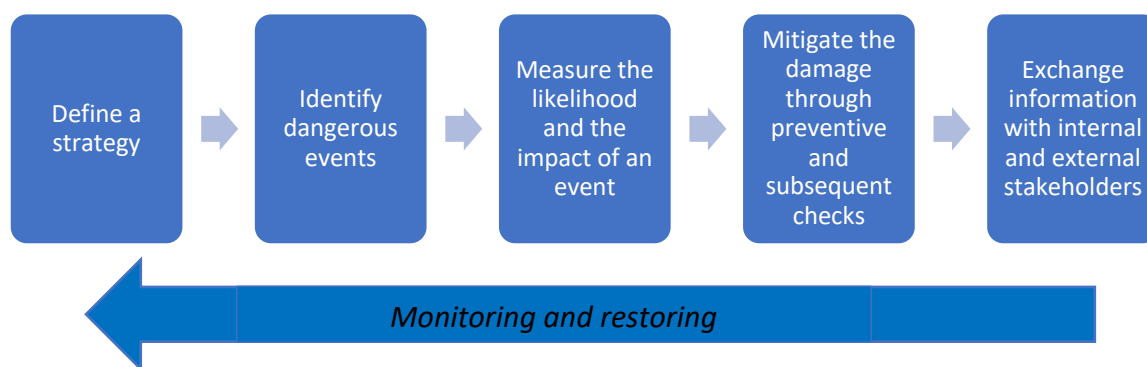 Define a
strategy
Identify
dangerous
events
Measure the
likelihood
and the
impact of an
event
Mitigate the
damage
through
preventive
and
subsequent
checks
Exchange
information
with internal
and external
stakeholders
Monitoring and restoring